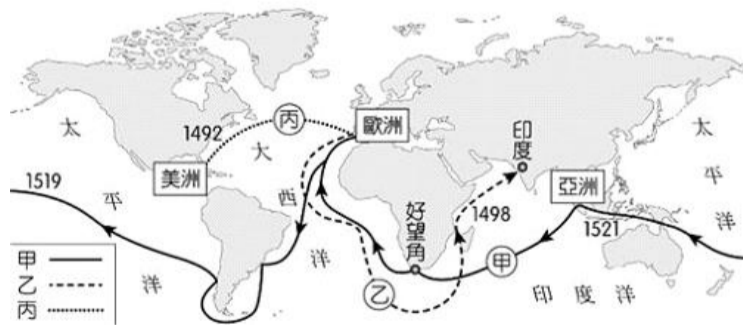 太平洋
大西洋
太平洋
印度洋
1492
丙
歐洲
美洲
印度
亞洲
1519
好望角
1498
1521
甲
乙
甲
乙
丙